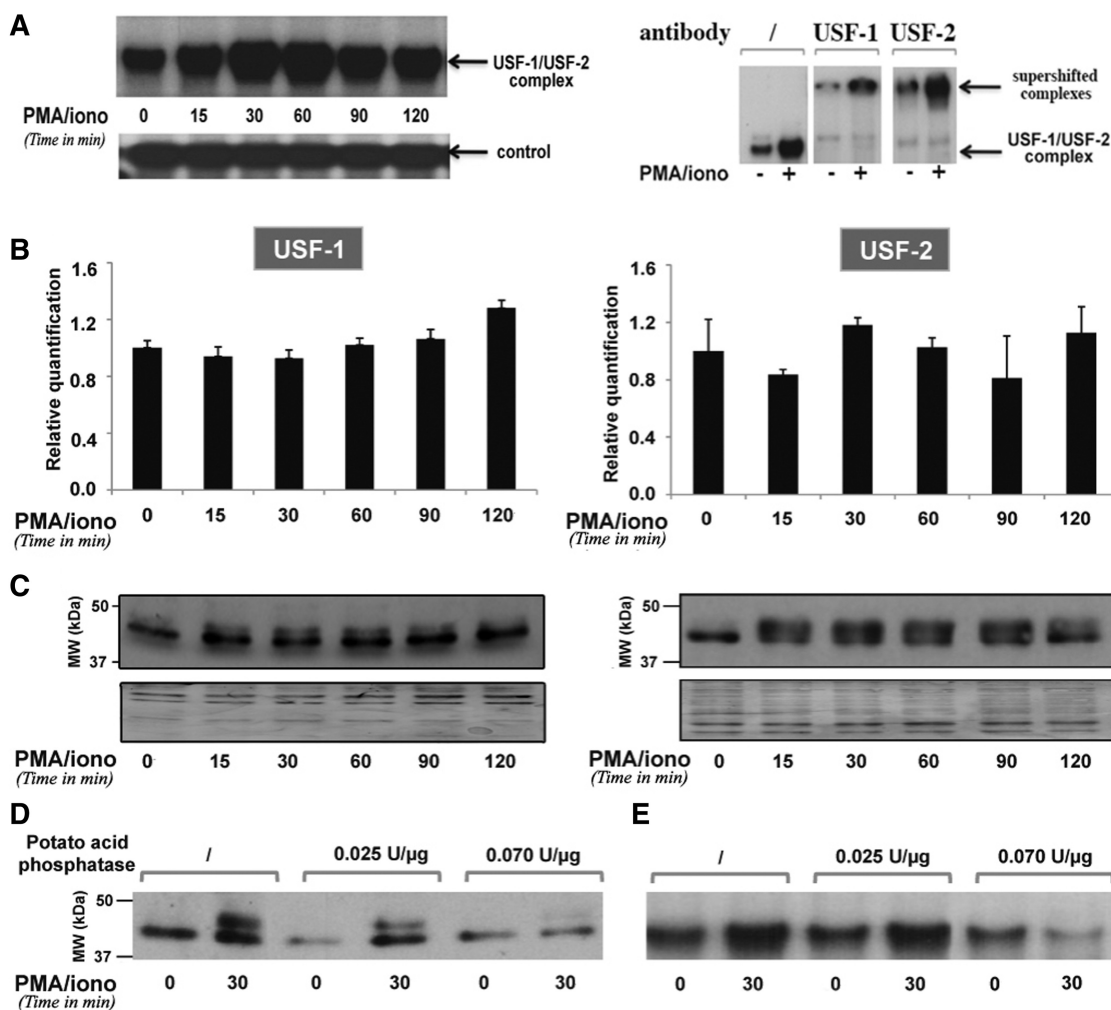 A
USF-1/USF-2
complex
PMA/iono 0 15 30 60 90 120
(Time in min)
control
antibody / USF-1 USF-2
supershifted
complexes
USF-1/USF-2
complex
PMA/iono - + - + - +
B
USF-1
Relative quantification
1.6
1.2
0.8
0.4
0.0
PMA/iono 0 15 30 60 90 120
(Time in min)
USF-2
Relative quantification
1.6
1.2
0.8
0.4
0.0
PMA/iono 0 15 30 60 90 120
(Time in min)
C
MW (kDa)
50
37
PMA/iono 0 15 30 60 90 120
(Time in min)
MW (kDa)
50
37
PMA/iono 0 15 30 60 90 120
(Time in min)
D
Potato acid
phosphatase / 0.025 U/µg 0.070 U/µg
MW (kDa)
50
37
PMA/iono 0 30 0 30 0 30
(Time in min)
E
/ 0.025 U/µg 0.070 U/µg
0 30 0 30 0 30